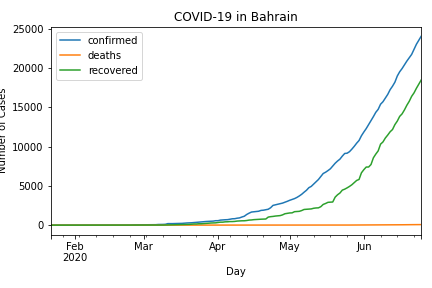 COVID-19 in Bahrain
confirmed
deaths
recovered
25000
20000
15000
10000
5000
0
Number of Cases
Feb
2020
Mar
Apr
May
Jun
Day